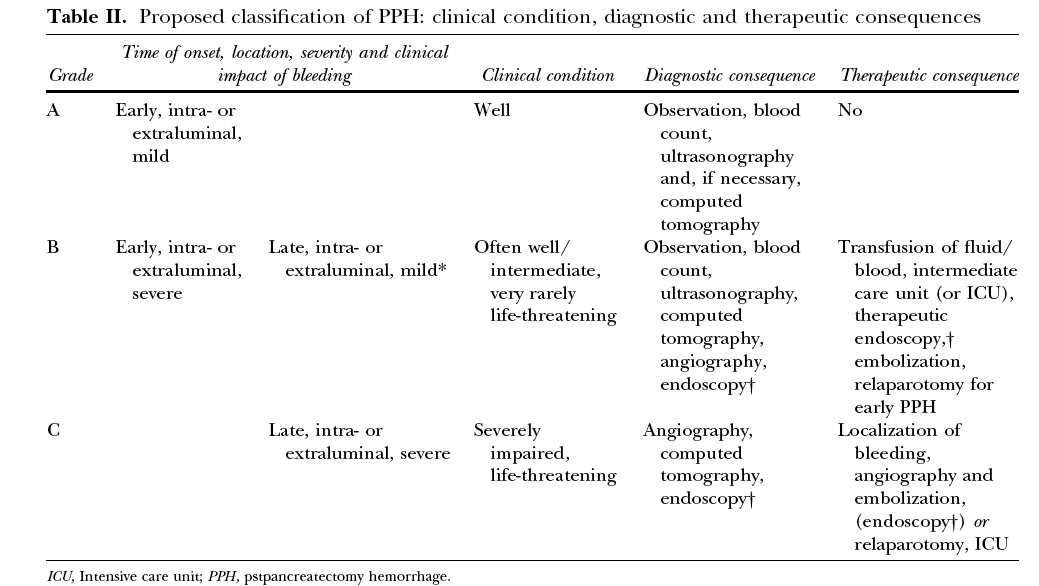 Table II. Proposed classification of PPH: clinical condition, diagnostic and therapeutic consequences
Time of onset, location, severity and clinical
Grade impact of bleeding Clinical condition Diagnostic consequence Therapeutic consequence
A Early, intra- or Well Observation, blood No
extraluminal, count,
mild ultrasonography
and, if necessary,
computed
tomography
B Early, intra- or Late, intra- or Often well/ Observation, blood Transfusion of fluid/
extraluminal, extraluminal, mild* intermediate, count, blood, intermediate
severe very rarely ultrasonography, care unit (or ICU),
life-threatening computed therapeutic
tomography, endoscopy,†
angiography, embolization,
endoscopy† relaparotomy for
early PPH
C Late, intra- or Severely Angiography, Localization of
extraluminal, severe impaired, computed bleeding,
life-threatening tomography, angiography and
endoscopy† embolization,
(endoscopy†) or
relaparotomy, ICU
ICU, Intensive care unit; PPH, pstpancreatectomy hemorrhage.